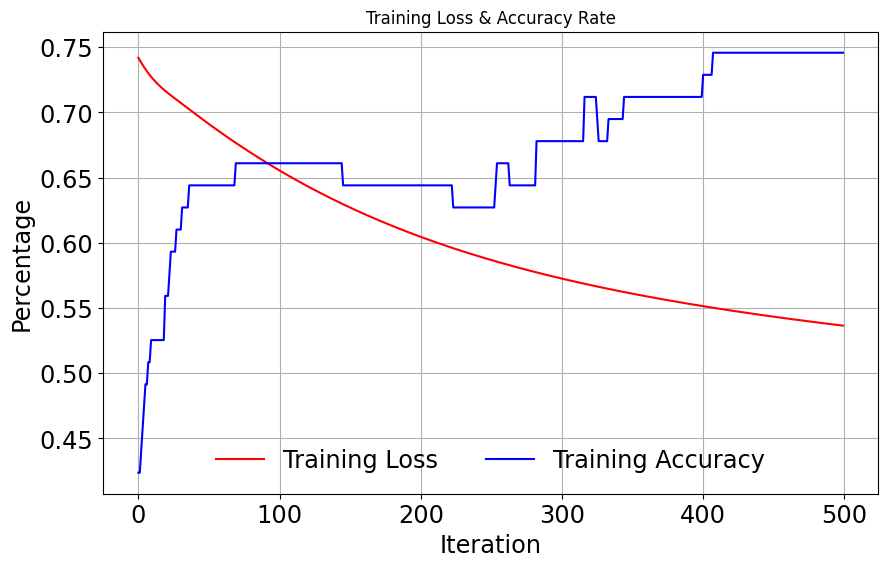 Training Loss & Accuracy Rate
0.75
0.70
0.65
0.60
0.55
0.50
0.45
Percentage
Training Loss
Training Accuracy
0
100
200
300
400
500
Iteration